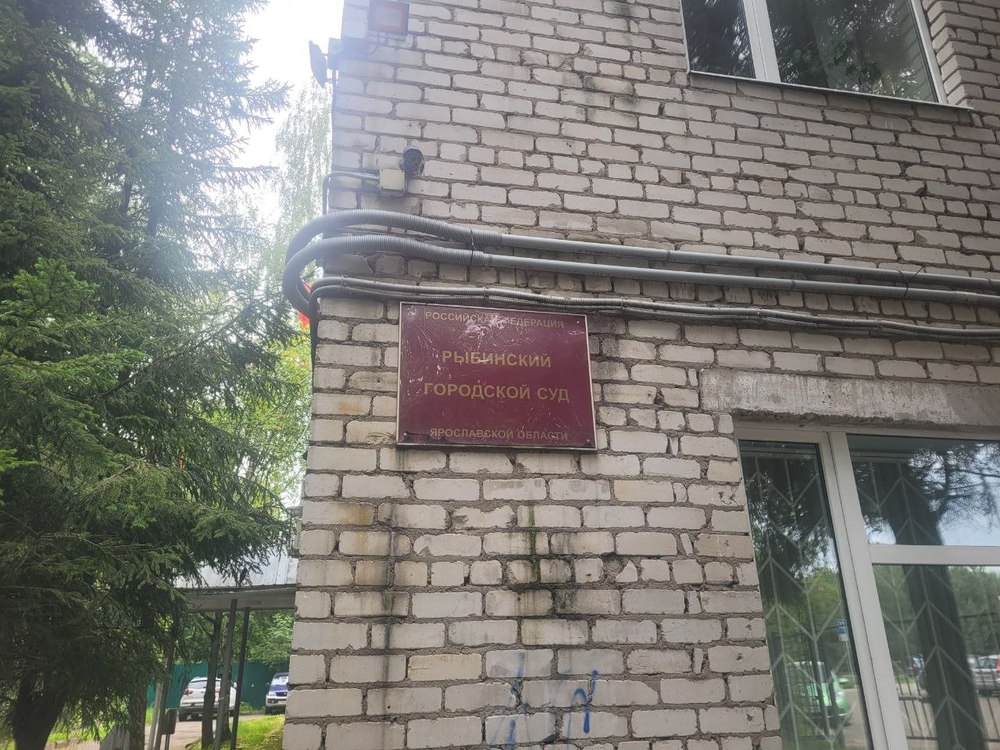 РОССИЙСКАЯ ФЕДЕРАЦИЯ
РЫБИНСКИЙ
ГОРОДСКОЙ СУД
ЯРОСЛАВСКОЙ ОБЛАСТИ